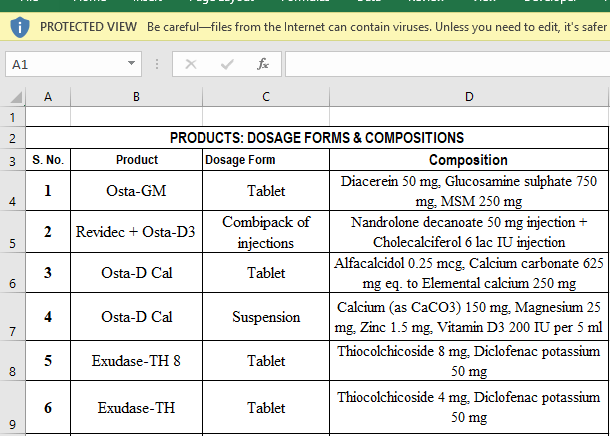 PROTECTED VIEW Be careful—files from the Internet can contain viruses. Unless you need to edit, it's safer
A1
fx
A B C D
1
2 PRODUCTS: DOSAGE FORMS & COMPOSITIONS
3 S. No. Product Dosage Form Composition
4 1 Osta-GM Tablet Diacerein 50 mg, Glucosamine sulphate 750
mg, MSM 250 mg
5 2 Revidec + Osta-D3 Combipack of Nandrolone decanoate 50 mg injection +
injections Cholecalciferol 6 lac IU injection
6 3 Osta-D Cal Tablet Alfacalcidol 0.25 mcg, Calcium carbonate 625
mg eq. to Elemental calcium 250 mg
7 4 Osta-D Cal Suspension Calcium (as CaCO3) 150 mg, Magnesium 25
mg, Zinc 1.5 mg, Vitamin D3 200 IU per 5 ml
8 5 Exudase-TH 8 Tablet Thiocolchicoside 8 mg, Diclofenac potassium
50 mg
9 6 Exudase-TH Tablet Thiocolchicoside 4 mg, Diclofenac potassium
50 mg